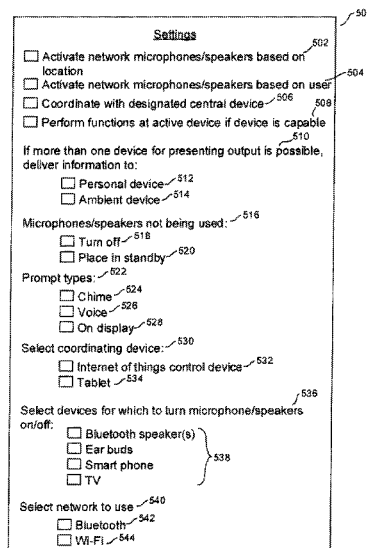 50
Settings
Activate network microphones/speakers based on 502
location
Activate network microphones/speakers based on user 504
Coordinate with designated central device 506
Perform functions at active device if device is capable 508
If more than one device for presenting output is possible, 510
deliver information to:
Personal device 512
Ambient device 514
Microphones/speakers not being used: 516
Turn off 518
Place in standby 520
Prompt types: 522
Chime 524
Voice 526
On display 528
Select coordinating device: 530
Internet of things control device 532
Tablet 534
Select devices for which to turn microphone/speakers 536
on/off:
Bluetooth speaker(s)
Ear buds
Smart phone
TV
538
Select network to use 540
Bluetooth 542
Wi-Fi 544